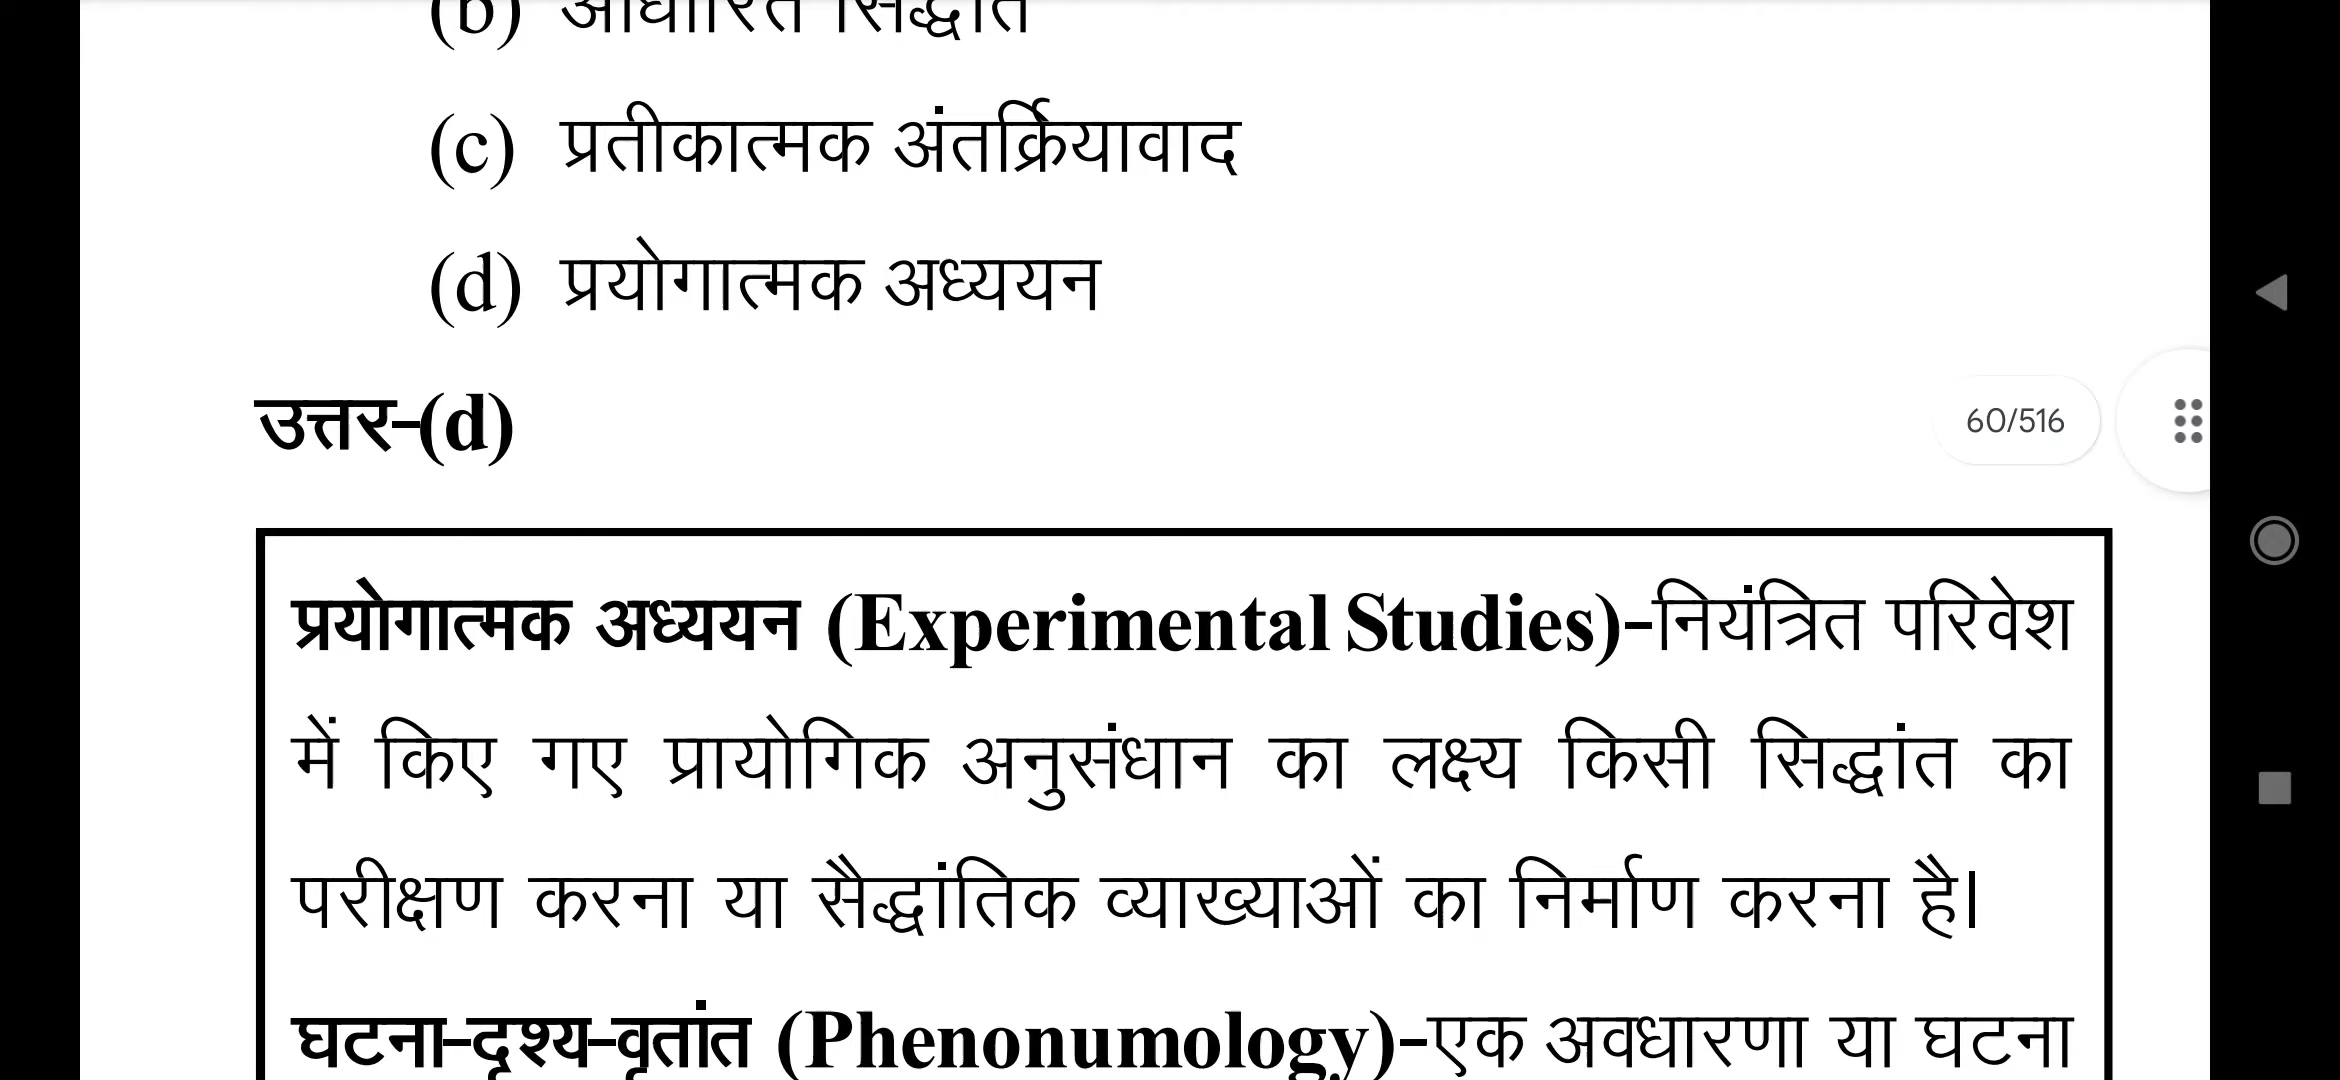 (b) आधारित सिद्धांत
(c) प्रतीकात्मक अंतर्क्रियावाद
(d) प्रयोगात्मक अध्ययन
उत्तर-(d)
60/516
प्रयोगात्मक अध्ययन (Experimental Studies)-नियंत्रित परिवेश
में किए गए प्रायोगिक अनुसंधान का लक्ष्य किसी सिद्धांत का
परीक्षण करना या सैद्धांतिक व्याख्याओं का निर्माण करना है।
घटना-दृश्य-वृतांत (Phenonumology)-एक अवधारणा या घटना